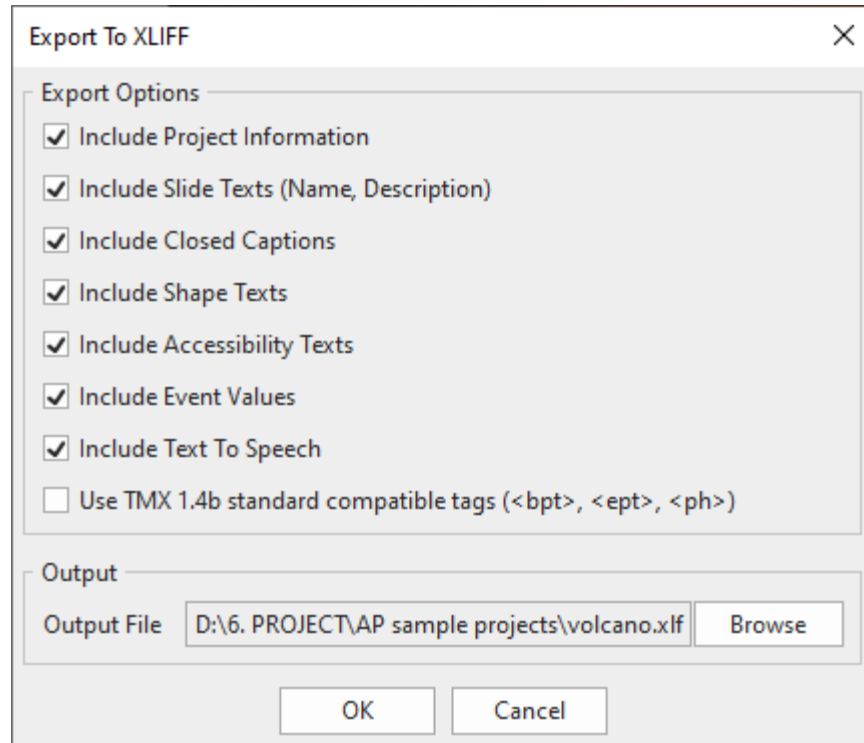 Export To XLIFF
Export Options
Include Project Information
Include Slide Texts (Name, Description)
Include Closed Captions
Include Shape Texts
Include Accessibility Texts
Include Event Values
Include Text To Speech
Use TMX 1.4b standard compatible tags (<bpt>, <ept>, <ph>)
Output
Output File D:\6. PROJECT\AP sample projects\volcano.xlf Browse
OK Cancel